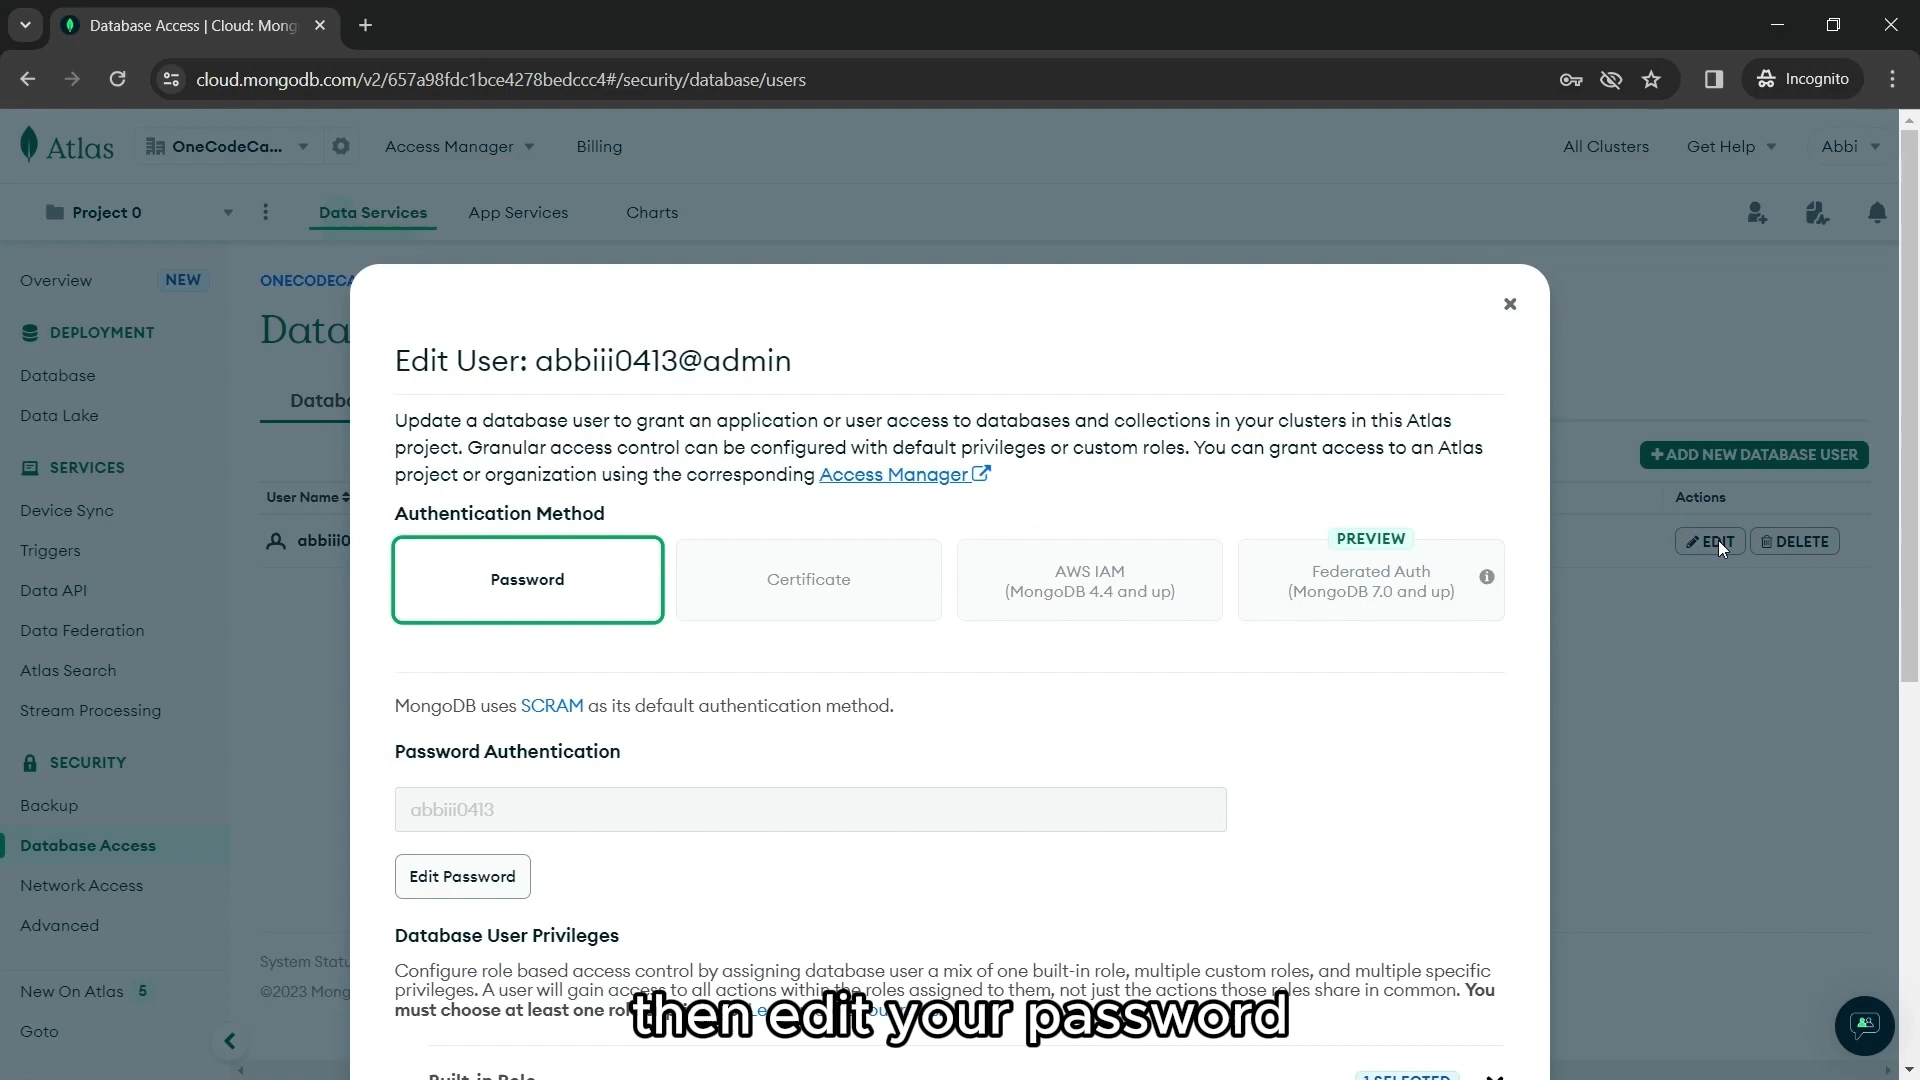 Database Access | Cloud: Mong
cloud.mongodb.com/v2/657a98fdc1bce4278bedccc4#/security/database/users
Incognito
Atlas
OneCodeCa...
Access Manager
Billing
All Clusters
Get Help
Abbi
Project 0
Data Services
App Services
Charts
Overview
NEW
DEPLOYMENT
Database
Data Lake
SERVICES
Device Sync
Triggers
Data API
Data Federation
Atlas Search
Stream Processing
SECURITY
Backup
Database Access
Network Access
Advanced
New On Atlas 5
Goto
ONECODECA
Data
Databa
User Name
abbiii0
System Statu
©2023 Mong
+ADD NEW DATABASE USER
Actions
EDIT
DELETE
Edit User: abbiii0413@admin
Update a database user to grant an application or user access to databases and collections in your clusters in this Atlas
project. Granular access control can be configured with default privileges or custom roles. You can grant access to an Atlas
project or organization using the corresponding Access Manager
Authentication Method
Password
Certificate
AWS IAM
(MongoDB 4.4 and up)
PREVIEW
Federated Auth
(MongoDB 7.0 and up)
MongoDB uses SCRAM as its default authentication method.
Password Authentication
abbiii0413
Edit Password
Database User Privileges
Configure role based access control by assigning database user a mix of one built-in role, multiple custom roles, and multiple specific
privileges. A user will gain access to all actions within the roles assigned to them, not just the actions those roles share in common. You
must choose at least one rol
then edit your password
Built-in Role
1 SELECTED